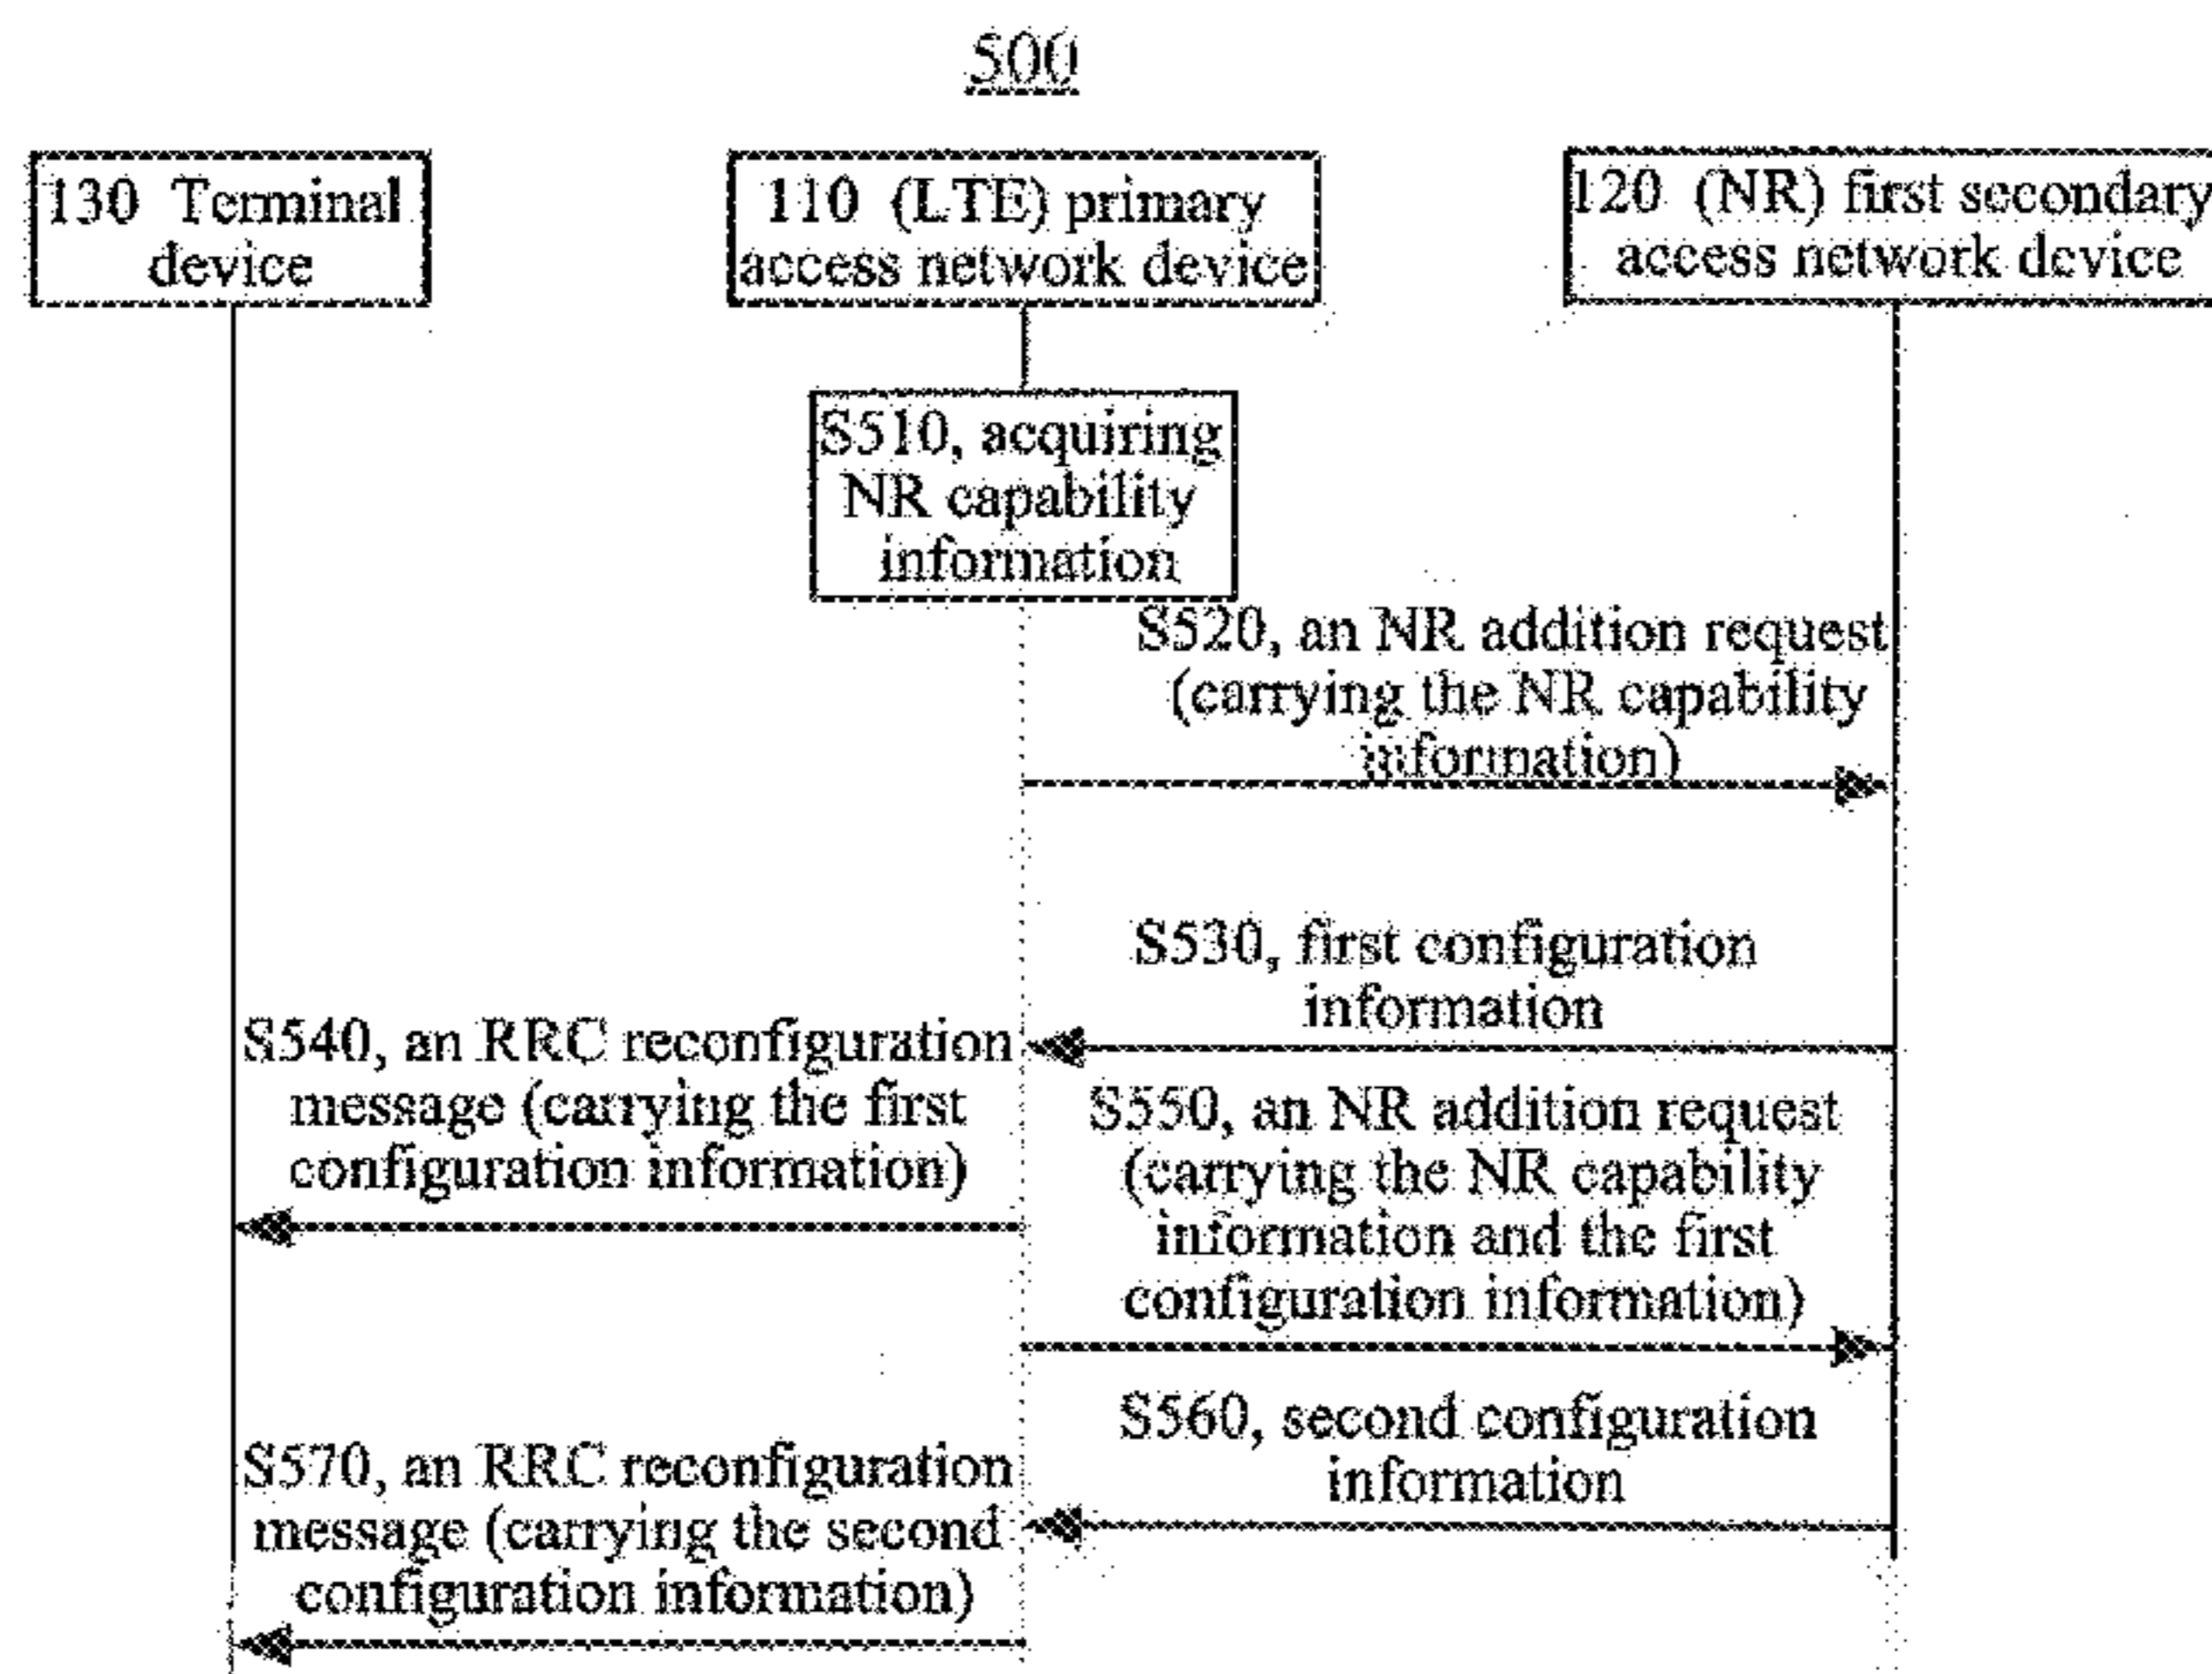 500
130 Terminal
device
110 (LTE) primary
access network device
120 (NR) first secondary
access network device
S510, acquiring
NR capability
information
S520, an NR addition request
(carrying the NR capability
information)
S530, first configuration
information
S540, an RRC reconfiguration
message (carrying the first
configuration information)
S550, an NR addition request
(carrying the NR capability
information and the first
configuration information)
S560, second configuration
information
S570, an RRC reconfiguration
message (carrying the second
configuration information)